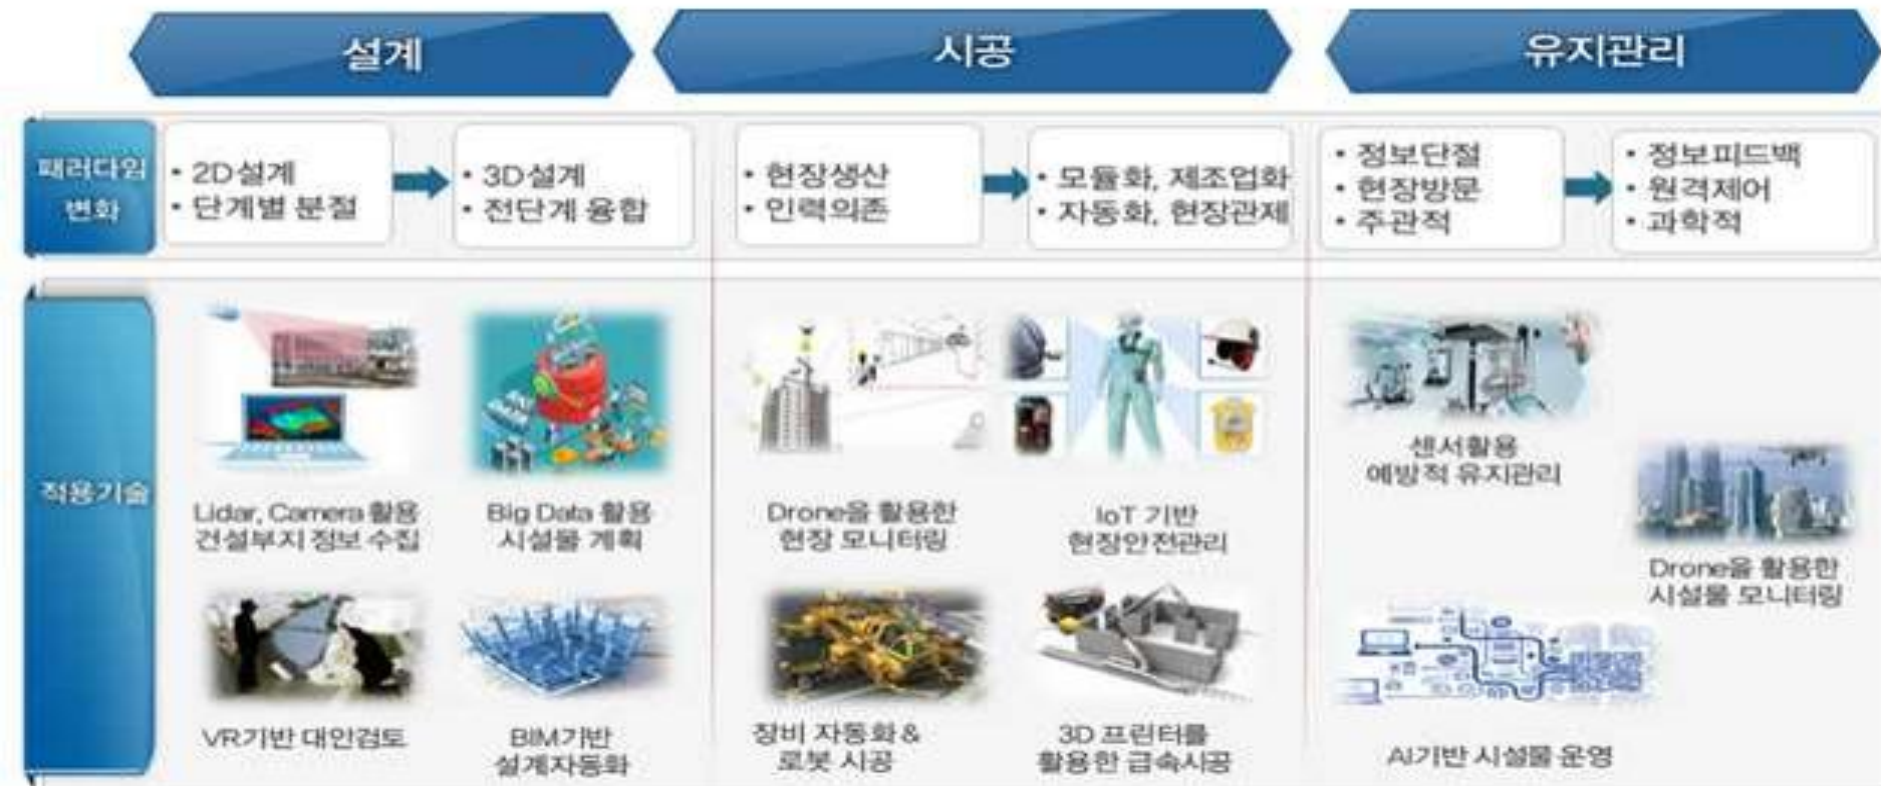 설계
시공
유지관리
패러다임
변화
• 2D설계
• 단계별 분절
• 3D설계
• 전단계 융합
• 현장생산
• 인력의존
• 모듈화, 제조업화
• 자동화, 현장관제
• 정보단절
• 현장방문
• 주관적
• 정보피드백
• 원격제어
• 과학적
적용기술
Lidar, Camera 활용
건설부지 정보 수집
Big Data 활용
시설물 계획
Drone을 활용한
현장 모니터링
IoT 기반
현장안전관리
센서활용
예방적 유지관리
Drone을 활용한
시설물 모니터링
VR기반 대안검토
BIM기반
설계자동화
장비 자동화 &
로봇 시공
3D 프린터를
활용한 급속시공
AI기반 시설물 운영